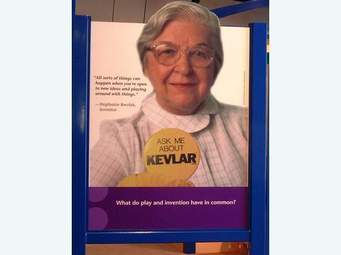 "All sorts of things can
happen when you're open
to new ideas and playing
around with things."
—Stephanie Kwolek,
Inventor
ASK ME
ABOUT
KEVLAR
What do play and invention have in common?